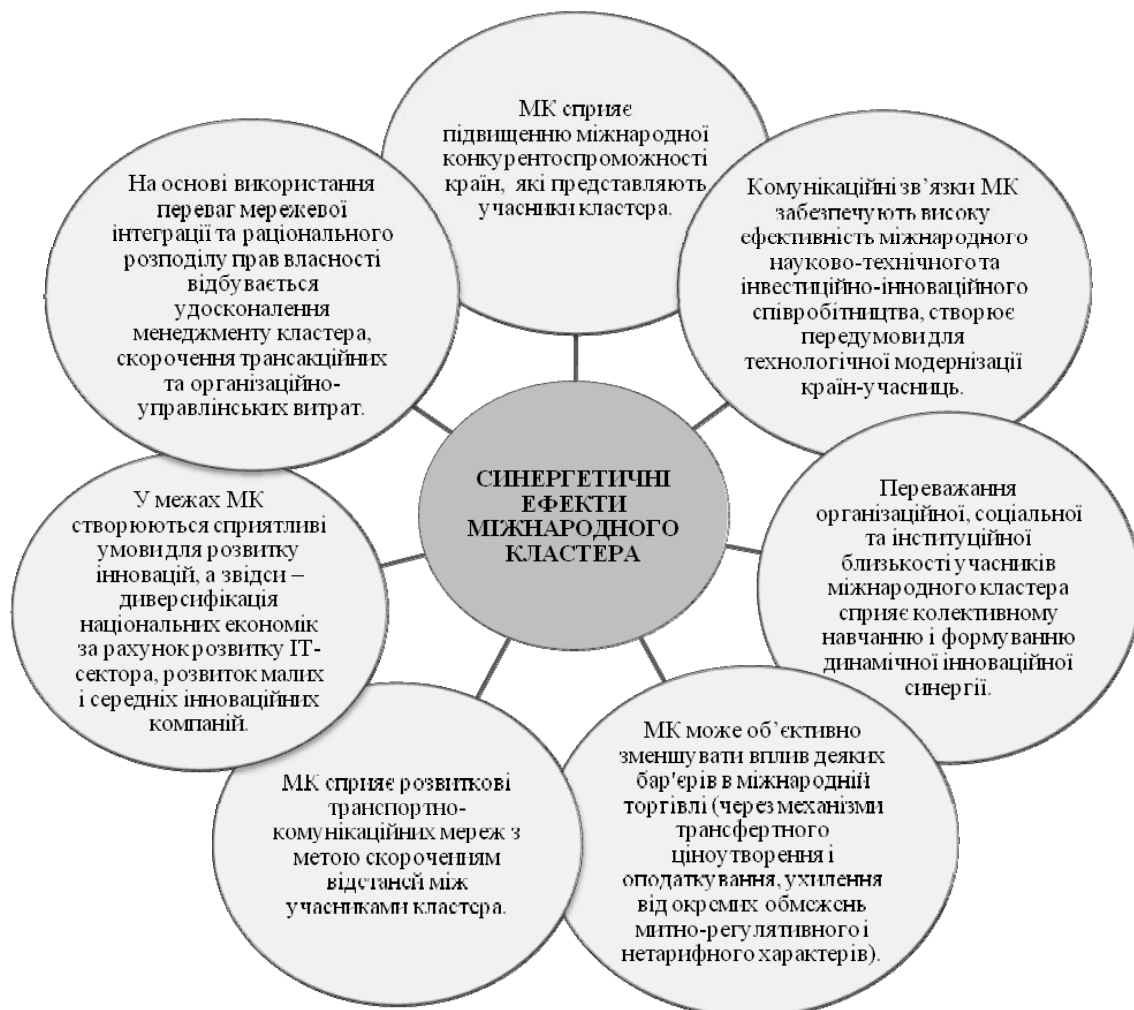 МК сприяє
підвищенню міжнародної
конкурентоспроможності
країн, які представляють
учасники кластера.
Комунікаційні зв’язки МК
забезпечують високу
ефективність міжнародного
науково-технічного та
інвестиційно-інноваційного
співробітництва, створює
передумови для
технологічної модернізації
країн-учасниць.
Переважання
організаційної, соціальної
та інституційної
близькості учасників
міжнародного кластера
сприяє колективному
навчанню і формуванню
динамічної інноваційної
синергії.
МК може об’єктивно
зменшувати вплив деяких
бар'єрів в міжнародній
торгівлі (через механізми
трансфертного
ціноутворення і
оподаткування, ухилення
від окремих обмежень
митно-регулятивного і
нетарифного характерів).
МК сприяє розвиткові
транспортно-
комунікаційних мереж з
метою скороченням
відстаней між
учасниками кластера.
У межах МК
створюються сприятливі
умови для розвитку
інновацій, а звідси –
диверсифікація
національних економік
за рахунок розвитку ІТ-
сектора, розвиток малих
і середніх інноваційних
компаній.
На основі використання
переваг мережевої
інтеграції та раціонального
розподілу прав власності
відбувається
удосконалення
менеджменту кластера,
скорочення трансакційних
та організаційно-
управлінських витрат.
СИНЕРГЕТИЧНІ
ЕФЕКТИ
МІЖНАРОДНОГО
КЛАСТЕРА